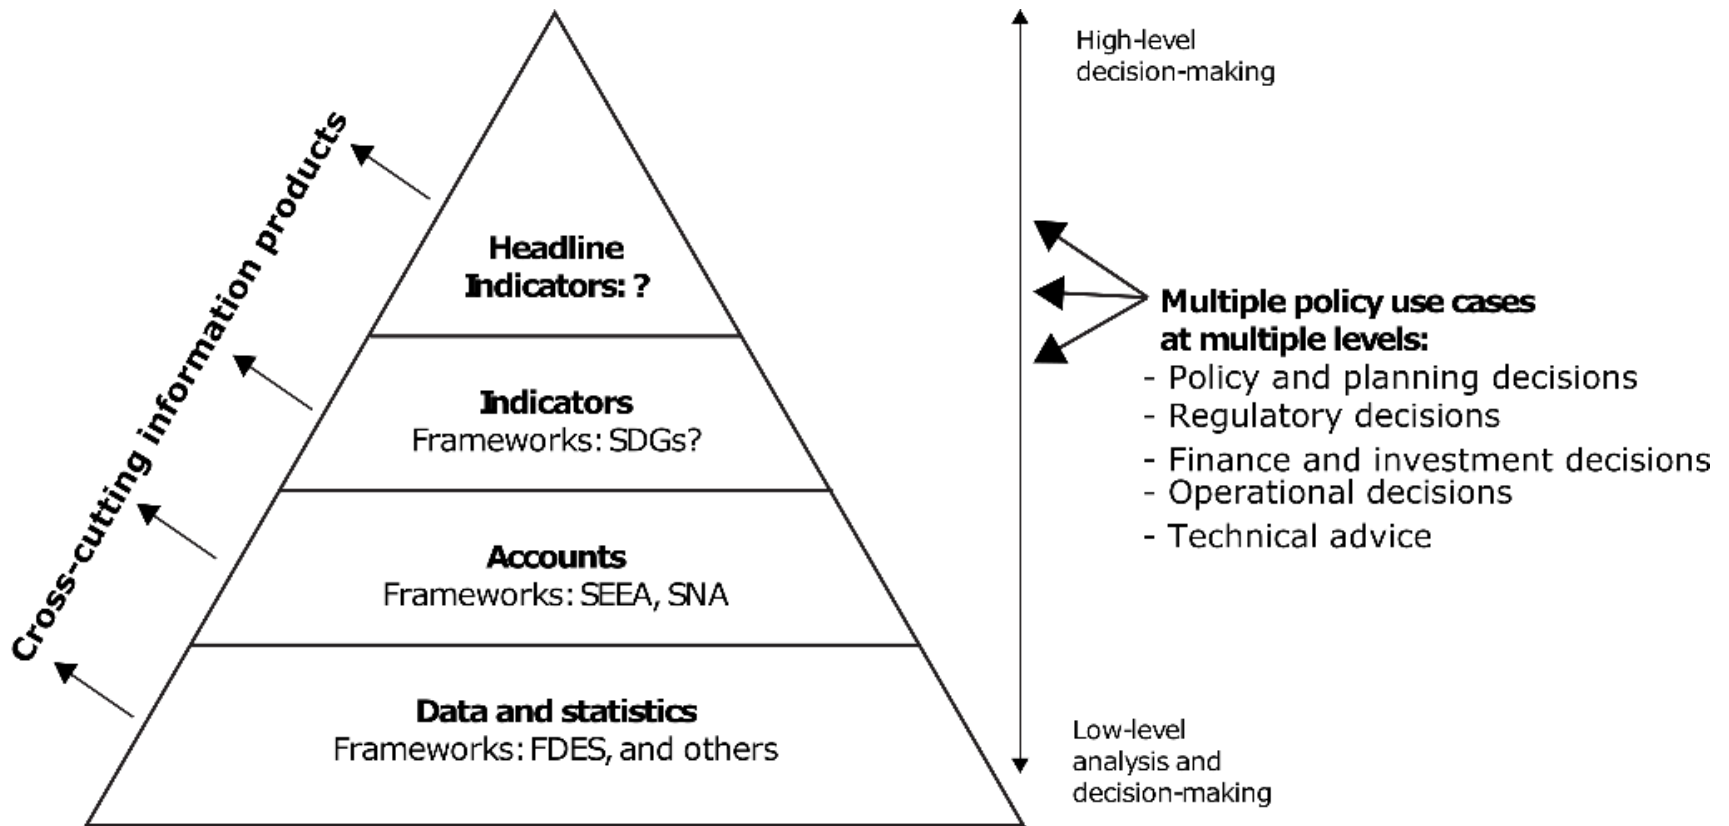 Cross-cutting information products
Headline
Indicators: ?
Indicators
Frameworks: SDGs?
Accounts
Frameworks: SEEA, SNA
Data and statistics
Frameworks: FDES, and others
High-level
decision-making
Multiple policy use cases
at multiple levels:
- Policy and planning decisions
- Regulatory decisions
- Finance and investment decisions
- Operational decisions
- Technical advice
Low-level
analysis and
decision-making